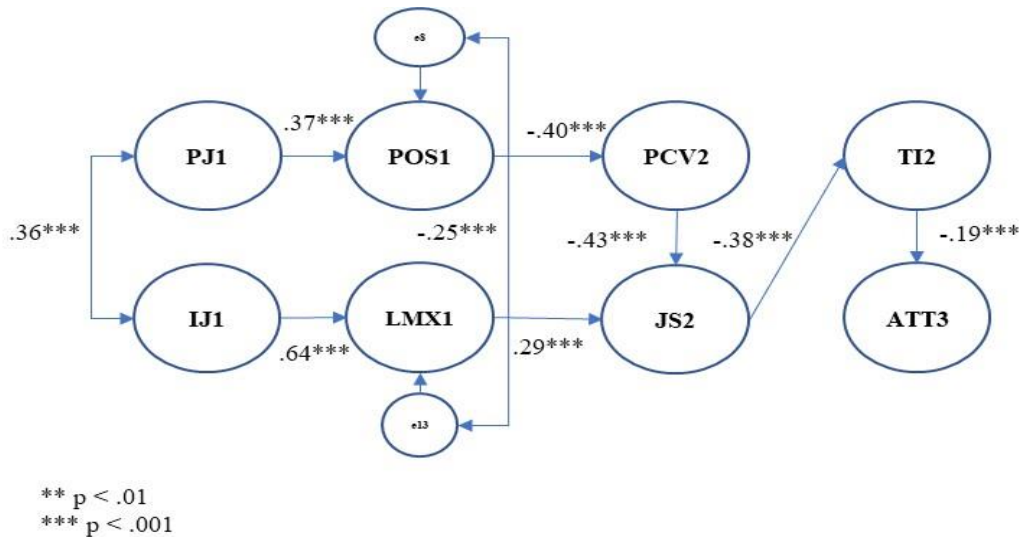 e8
.37***
-.40***
PJ1
POS1
PCV2
TI2
.36***
-.25***
-.43***
-.38***
-.19***
IJ1
LMX1
JS2
ATT3
.64***
.29***
e13
** p < .01
*** p < .001